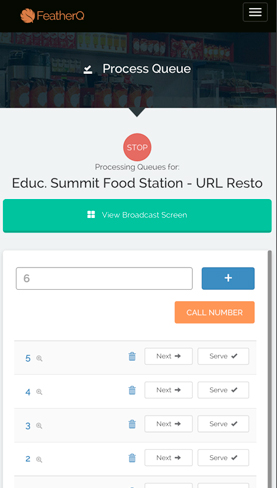 FeatherQ
Process Queue
STOP
Processing Queues for:
Educ. Summit Food Station - URL Resto
View Broadcast Screen
6
+
CALL NUMBER
5 Next Serve
4 Next Serve
3 Next Serve
2 Next Serve